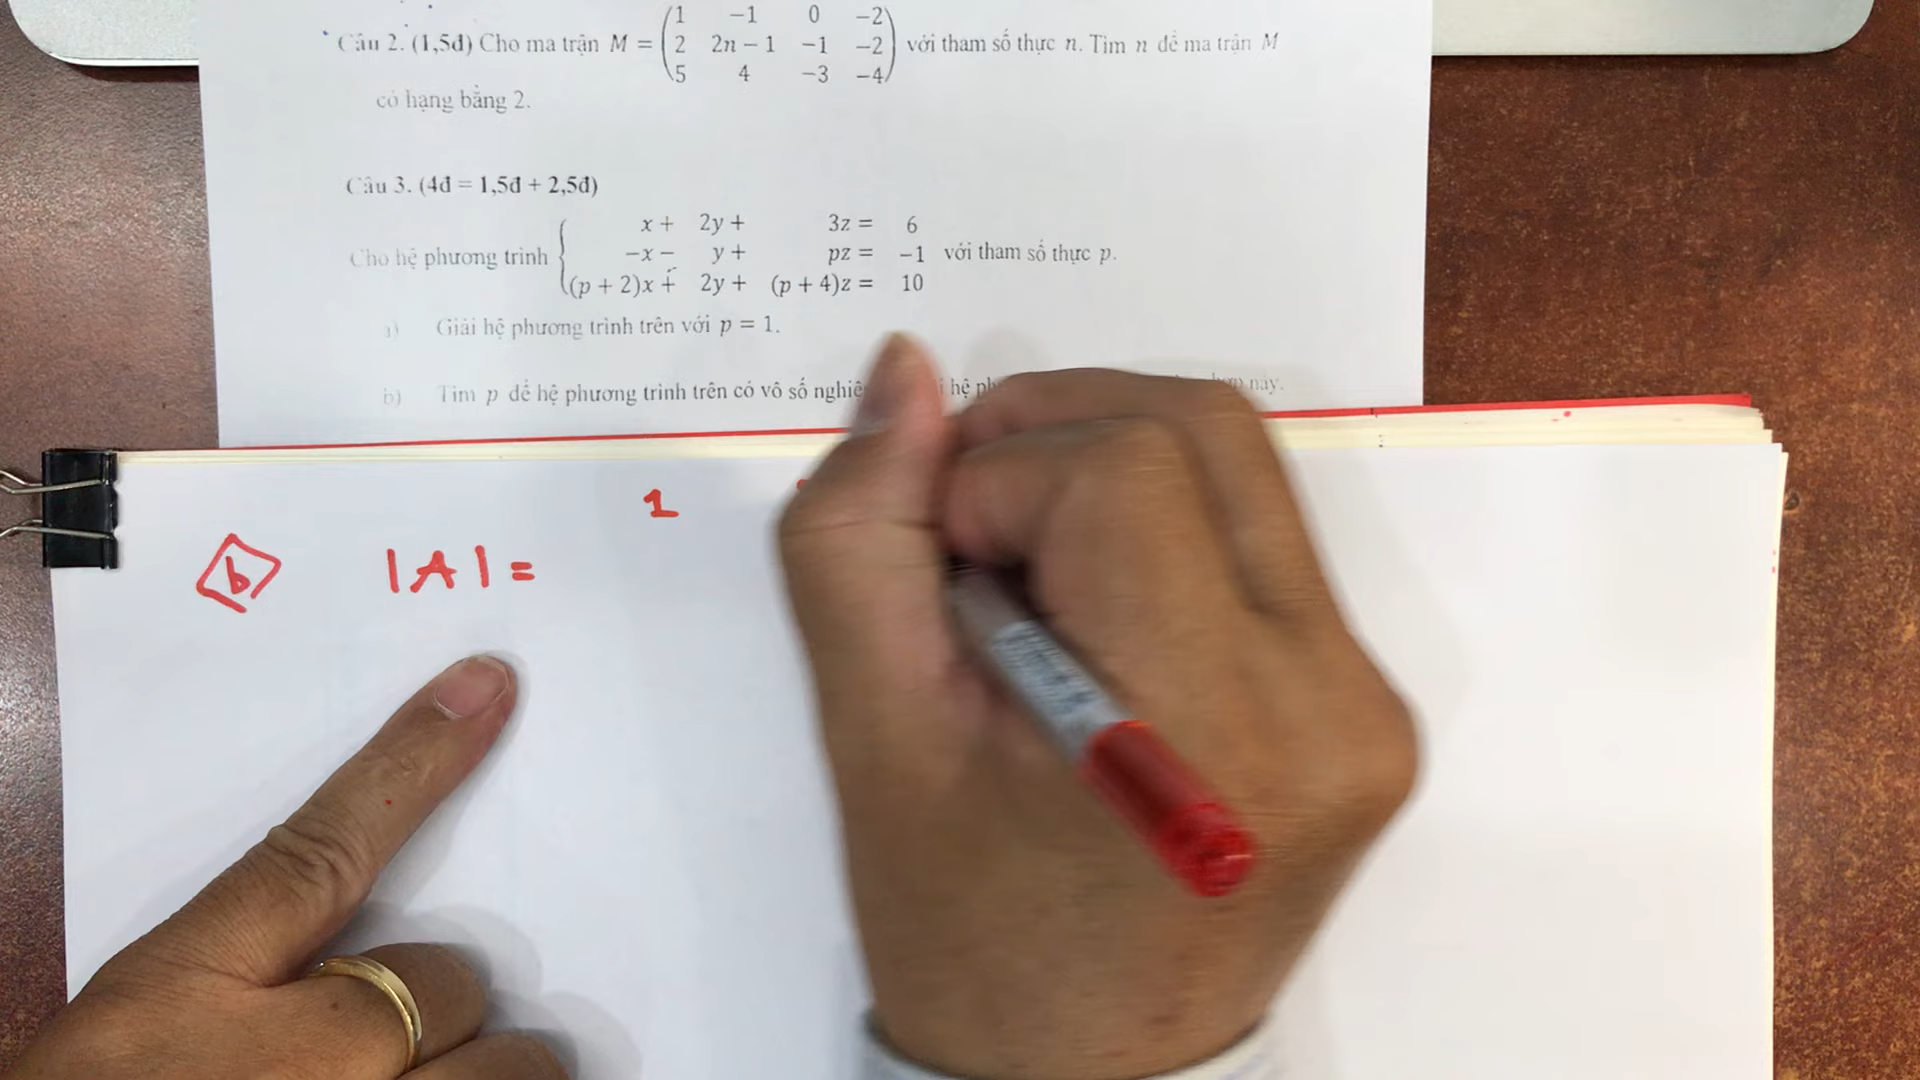 Câu 2. (1,5đ) Cho ma trận M = (1 −1 0 −2
2 2n − 1 −1 −2
5 4 −3 −4) với tham số thực n. Tìm n để ma trận M
có hạng bằng 2.
Câu 3. (4đ = 1,5đ + 2,5đ)
Cho hệ phương trình { x + 2y + 3z = 6
−x − y + pz = −1 với tham số thực p.
(p + 2)x + 2y + (p + 4)z = 10
a) Giải hệ phương trình trên với p = 1.
b) Tìm p để hệ phương trình trên có vô số hệ này.
1
b |A| =